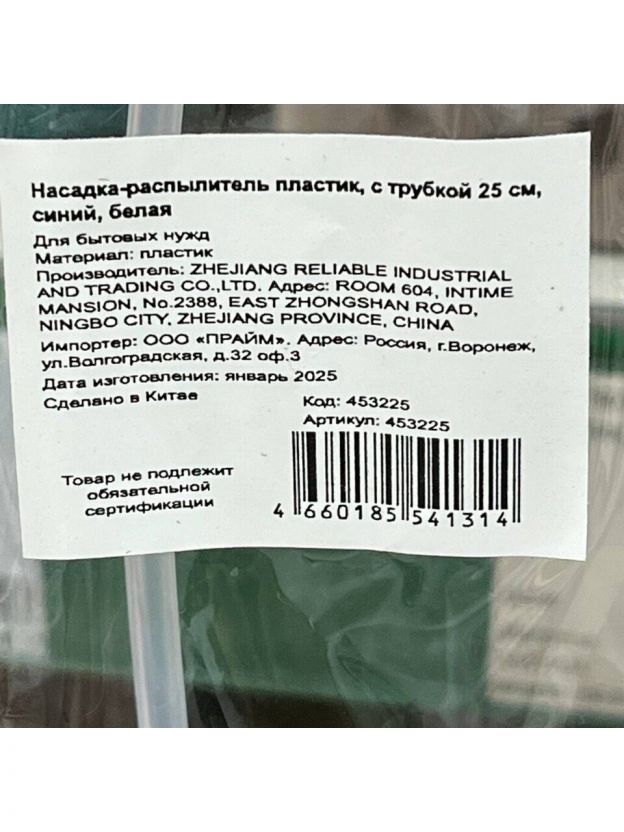 Насадка-распылитель пластик, с трубкой 25 см,
синий, белая
Для бытовых нужд
Материал: пластик
Производитель: ZHEJIANG RELIABLE INDUSTRIAL
AND TRADING CO.,LTD. Адрес: ROOM 604, INTIME
MANSION, No.2388, EAST ZHONGSHAN ROAD,
NINGBO CITY, ZHEJIANG PROVINCE, CHINA
Импортер: ООО «ПРАЙМ». Адрес: Россия, г.Воронеж,
ул.Волгоградская, д.32 оф.3
Дата изготовления: январь 2025
Сделано в Китае
Код: 453225
Артикул: 453225
Товар не подлежит
обязательной
сертификации
4 660185 541314